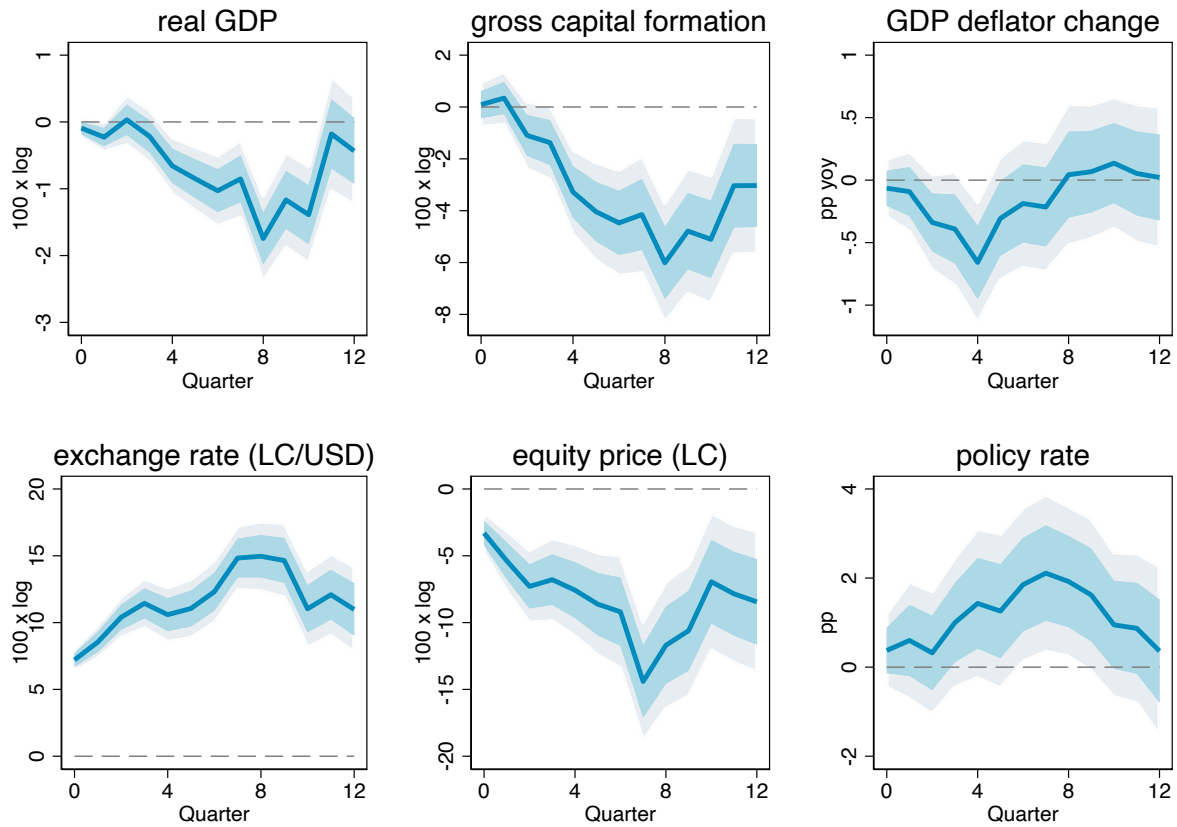 real GDP
100 x log
1
0
-1
-2
-3
0 4 8 12
Quarter
gross capital formation
100 x log
2
0
-2
-4
-6
-8
0 4 8 12
Quarter
GDP deflator change
pp yoy
1
.5
0
-.5
-1
0 4 8 12
Quarter
exchange rate (LC/USD)
100 x log
20
15
10
5
0
0 4 8 12
Quarter
equity price (LC)
100 x log
0
-5
-10
-15
-20
0 4 8 12
Quarter
policy rate
pp
4
2
0
-2
0 4 8 12
Quarter